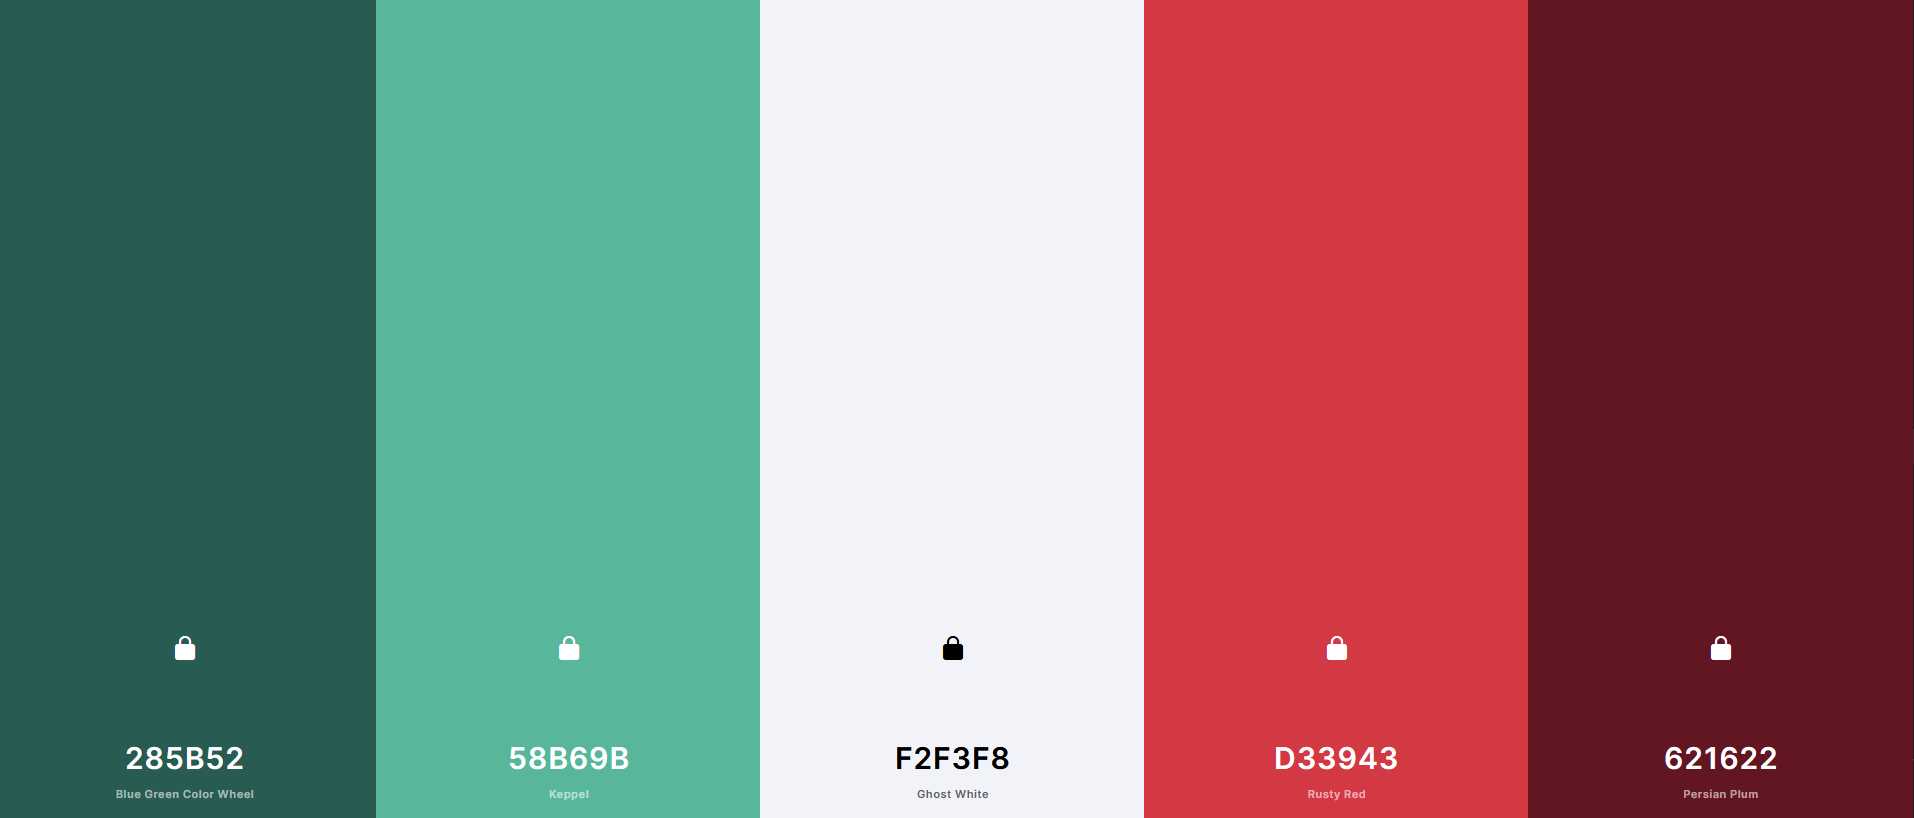 285B52
Blue Green Color Wheel
58B69B
Keppel
F2F3F8
Ghost White
D33943
Rusty Red
621622
Persian Plum